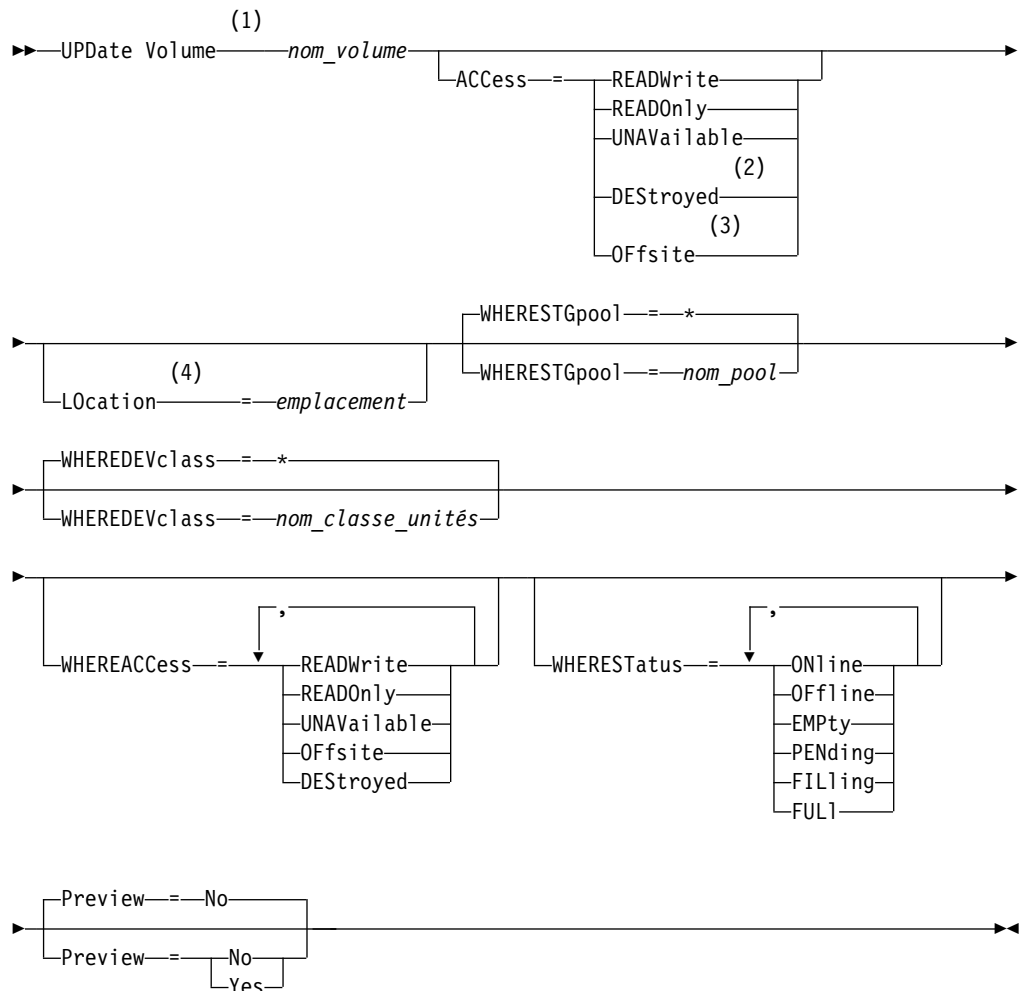 (1)
UPDate Volume nom_volume
ACCess = READWrite
READOnly
UNAVailable
(2)
DEStroyed
(3)
OFfsite
WHERESTGpool = *
(4)
WHERESTGpool = nom_pool
LOcation = emplacement
WHEREDEVclass = *
WHEREDEVclass = nom_classe_unités
, ,
WHEREACCess = READWrite WHERESTatus = ONline
READOnly OFfline
UNAVailable EMPty
OFfsite PENding
DEStroyed FILling
FULl
Preview = No
Preview = No
Yes